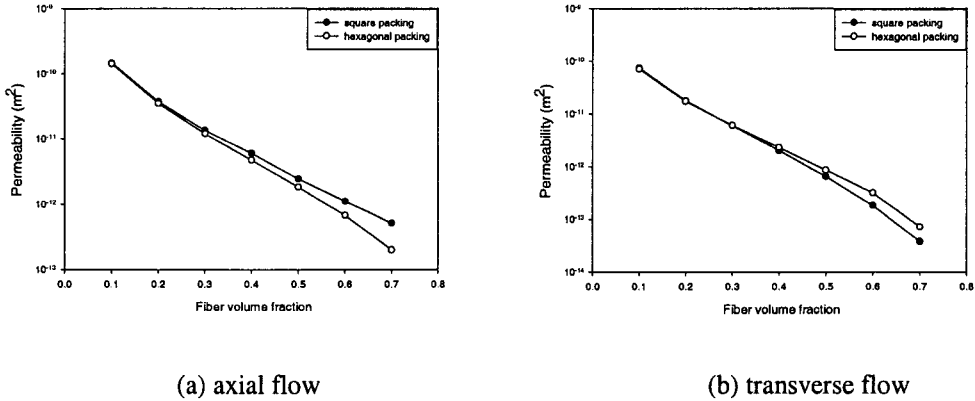 10-9
10-10
10-11
10-12
10-13
Permeability (m2)
square packing
hexagonal packing
0.0 0.1 0.2 0.3 0.4 0.5 0.6 0.7 0.8
Fiber volume fraction
(a) axial flow
10-9
10-10
10-11
10-12
10-13
10-14
Permeability (m2)
square packing
hexagonal packing
0.0 0.1 0.2 0.3 0.4 0.5 0.6 0.7 0.8
Fiber volume fraction
(b) transverse flow